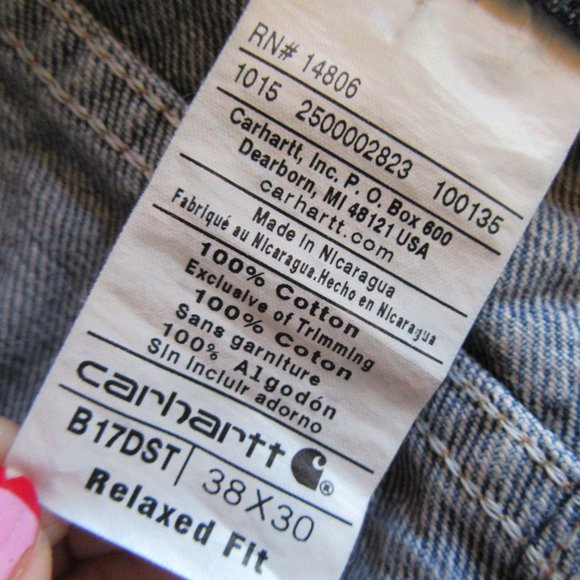 RN# 14806
1015 2500002823 100135
Carhartt, Inc. P. O. Box 600
Dearborn, MI 48121 USA
carhartt.com
Made in Nicaragua
Fabriqué au Nicaragua.Hecho en Nicaragua
100% Cotton
Exclusive of Trimming
100% Coton
Sans garniture
100% Algodón
Sin incluir adorno
carhartt ®
B17DST 38X30
Relaxed Fit